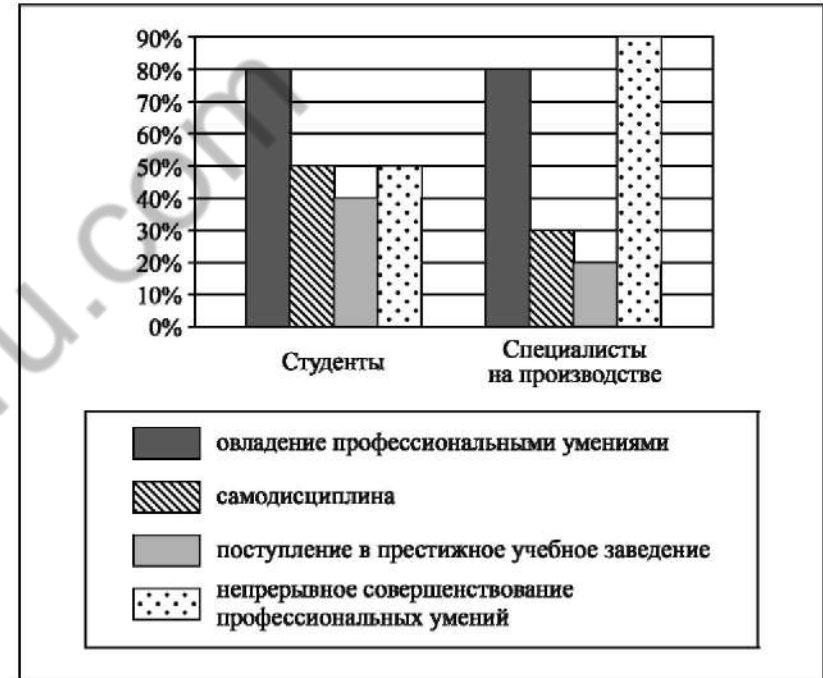 90%
80%
70%
60%
50%
40%
30%
20%
10%
0%
Студенты
Специалисты
на производстве
овладение профессиональными умениями
самодисциплина
поступление в престижное учебное заведение
непрерывное совершенствование
профессиональных умений
u.com